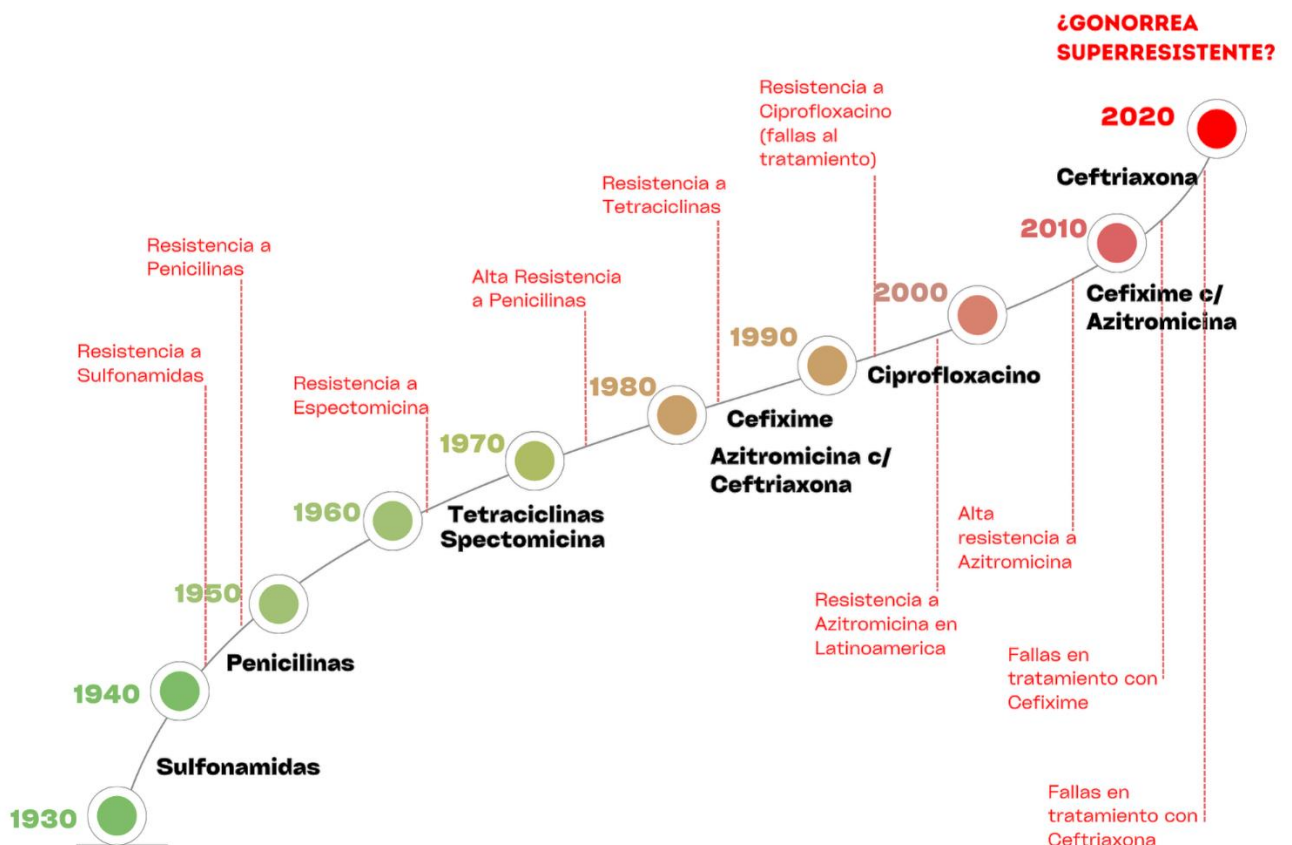 ¿GONORREA
SUPERRESISTENTE?
2020
Resistencia a
Ciprofloxacino
(fallas al
tratamiento)
Ceftriaxona
Resistencia a
Tetraciclinas
2010
Resistencia a
Penicilinas
Alta Resistencia
a Penicilinas
2000
Cefixime c/
Azitromicina
1990
Resistencia a
Sulfonamidas
Resistencia a
Espectomicina
1980
Ciprofloxacino
Cefixime
1970
Azitromicina c/
Ceftriaxona
1960
Tetraciclinas
Spectomicina
Alta
resistencia a
Azitromicina
1950
Resistencia a
Azitromicina en
Latinoamerica
Penicilinas
Fallas en
tratamiento con
Cefixime
1940
Sulfonamidas
1930
Fallas en
tratamiento con
Ceftriaxona